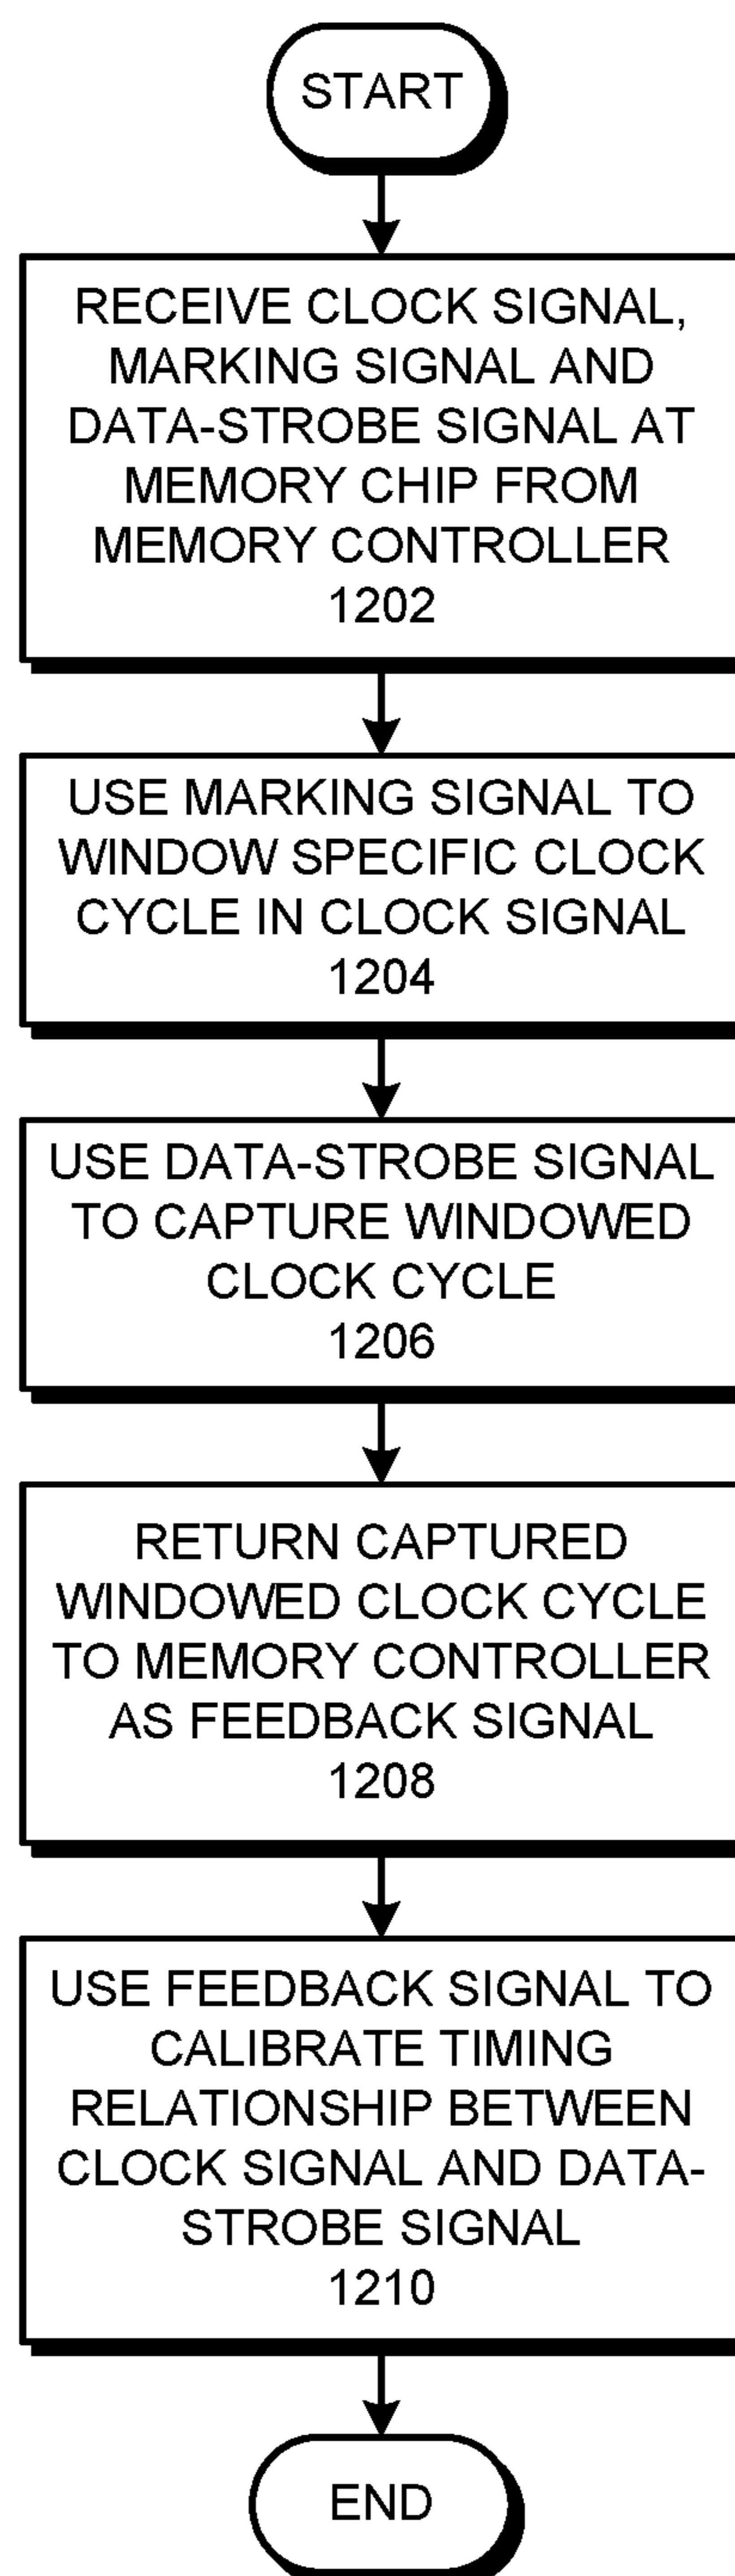 START
RECEIVE CLOCK SIGNAL,
MARKING SIGNAL AND
DATA-STROBE SIGNAL AT
MEMORY CHIP FROM
MEMORY CONTROLLER
1202
USE MARKING SIGNAL TO
WINDOW SPECIFIC CLOCK
CYCLE IN CLOCK SIGNAL
1204
USE DATA-STROBE SIGNAL
TO CAPTURE WINDOWED
CLOCK CYCLE
1206
RETURN CAPTURED
WINDOWED CLOCK CYCLE
TO MEMORY CONTROLLER
AS FEEDBACK SIGNAL
1208
USE FEEDBACK SIGNAL TO
CALIBRATE TIMING
RELATIONSHIP BETWEEN
CLOCK SIGNAL AND DATA-
STROBE SIGNAL
1210
END